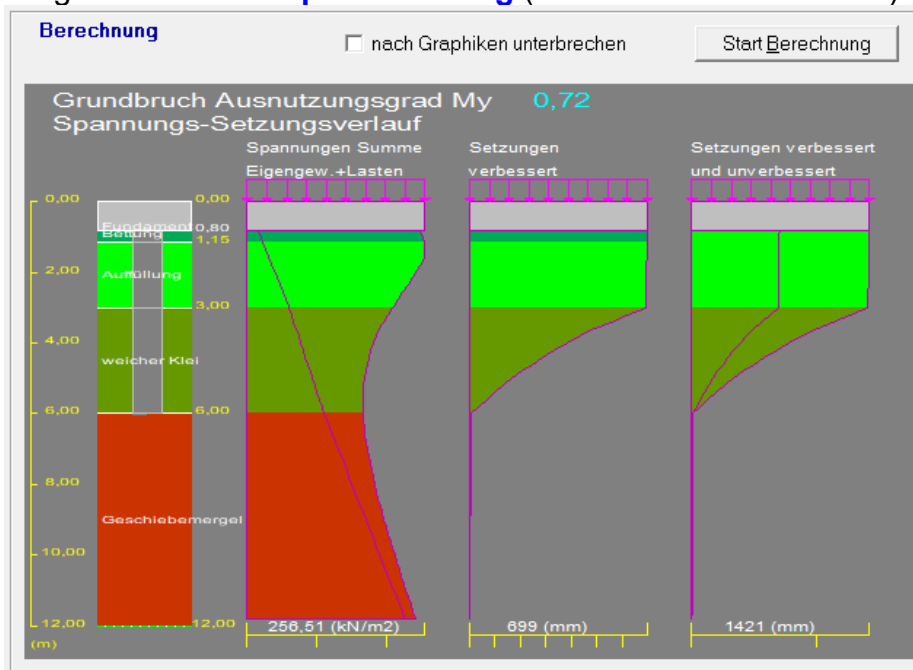 Berechnung
nach Graphiken unterbrechen
Start Berechnung
Grundbruch Ausnutzungsgrad My 0,72
Spannungs-Setzungsverlauf
Spannungen Summe
Eigengew.+Lasten
Setzungen
verbessert
Setzungen verbessert
und unverbessert
0,00
0,00
Fundament
0,80
Bettung
1,15
2,00
Auffüllung
3,00
4,00
weicher Klei
6,00
6,00
8,00
Geschiebemergel
10,00
12,00
12,00
(m)
256,51 (kN/m2)
699 (mm)
1421 (mm)